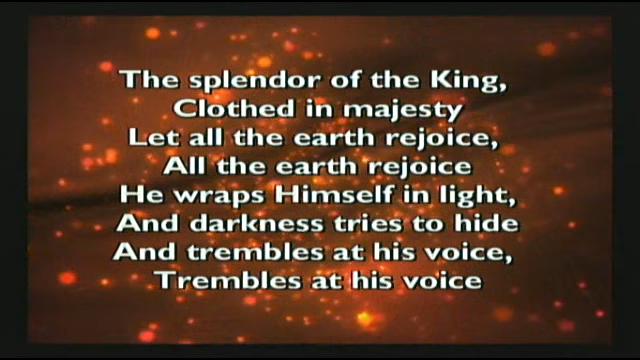 The splendor of the King,
Clothed in majesty
Let all the earth rejoice,
All the earth rejoice
He wraps Himself in light,
And darkness tries to hide
And trembles at his voice,
Trembles at his voice